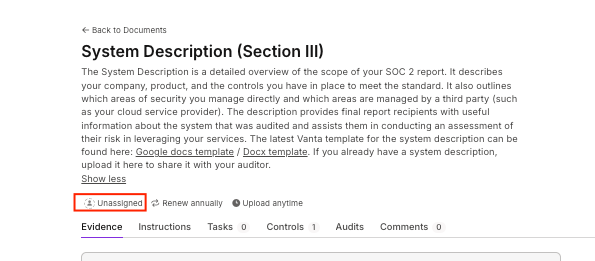 ← Back to Documents
System Description (Section III)
The System Description is a detailed overview of the scope of your SOC 2 report. It describes
your company, product, and the controls you have in place to meet the standard. It also outlines
which areas of security you manage directly and which areas are managed by a third party (such
as your cloud service provider). The description provides final report recipients with useful
information about the system that was audited and assists them in conducting an assessment of
their risk in leveraging your services. The latest Vanta template for the system description can be
found here: Google docs template / Docx template. If you already have a system description,
upload it here to share it with your auditor.
Show less
Unassigned Renew annually Upload anytime
Evidence Instructions Tasks 0 Controls 1 Audits Comments 0